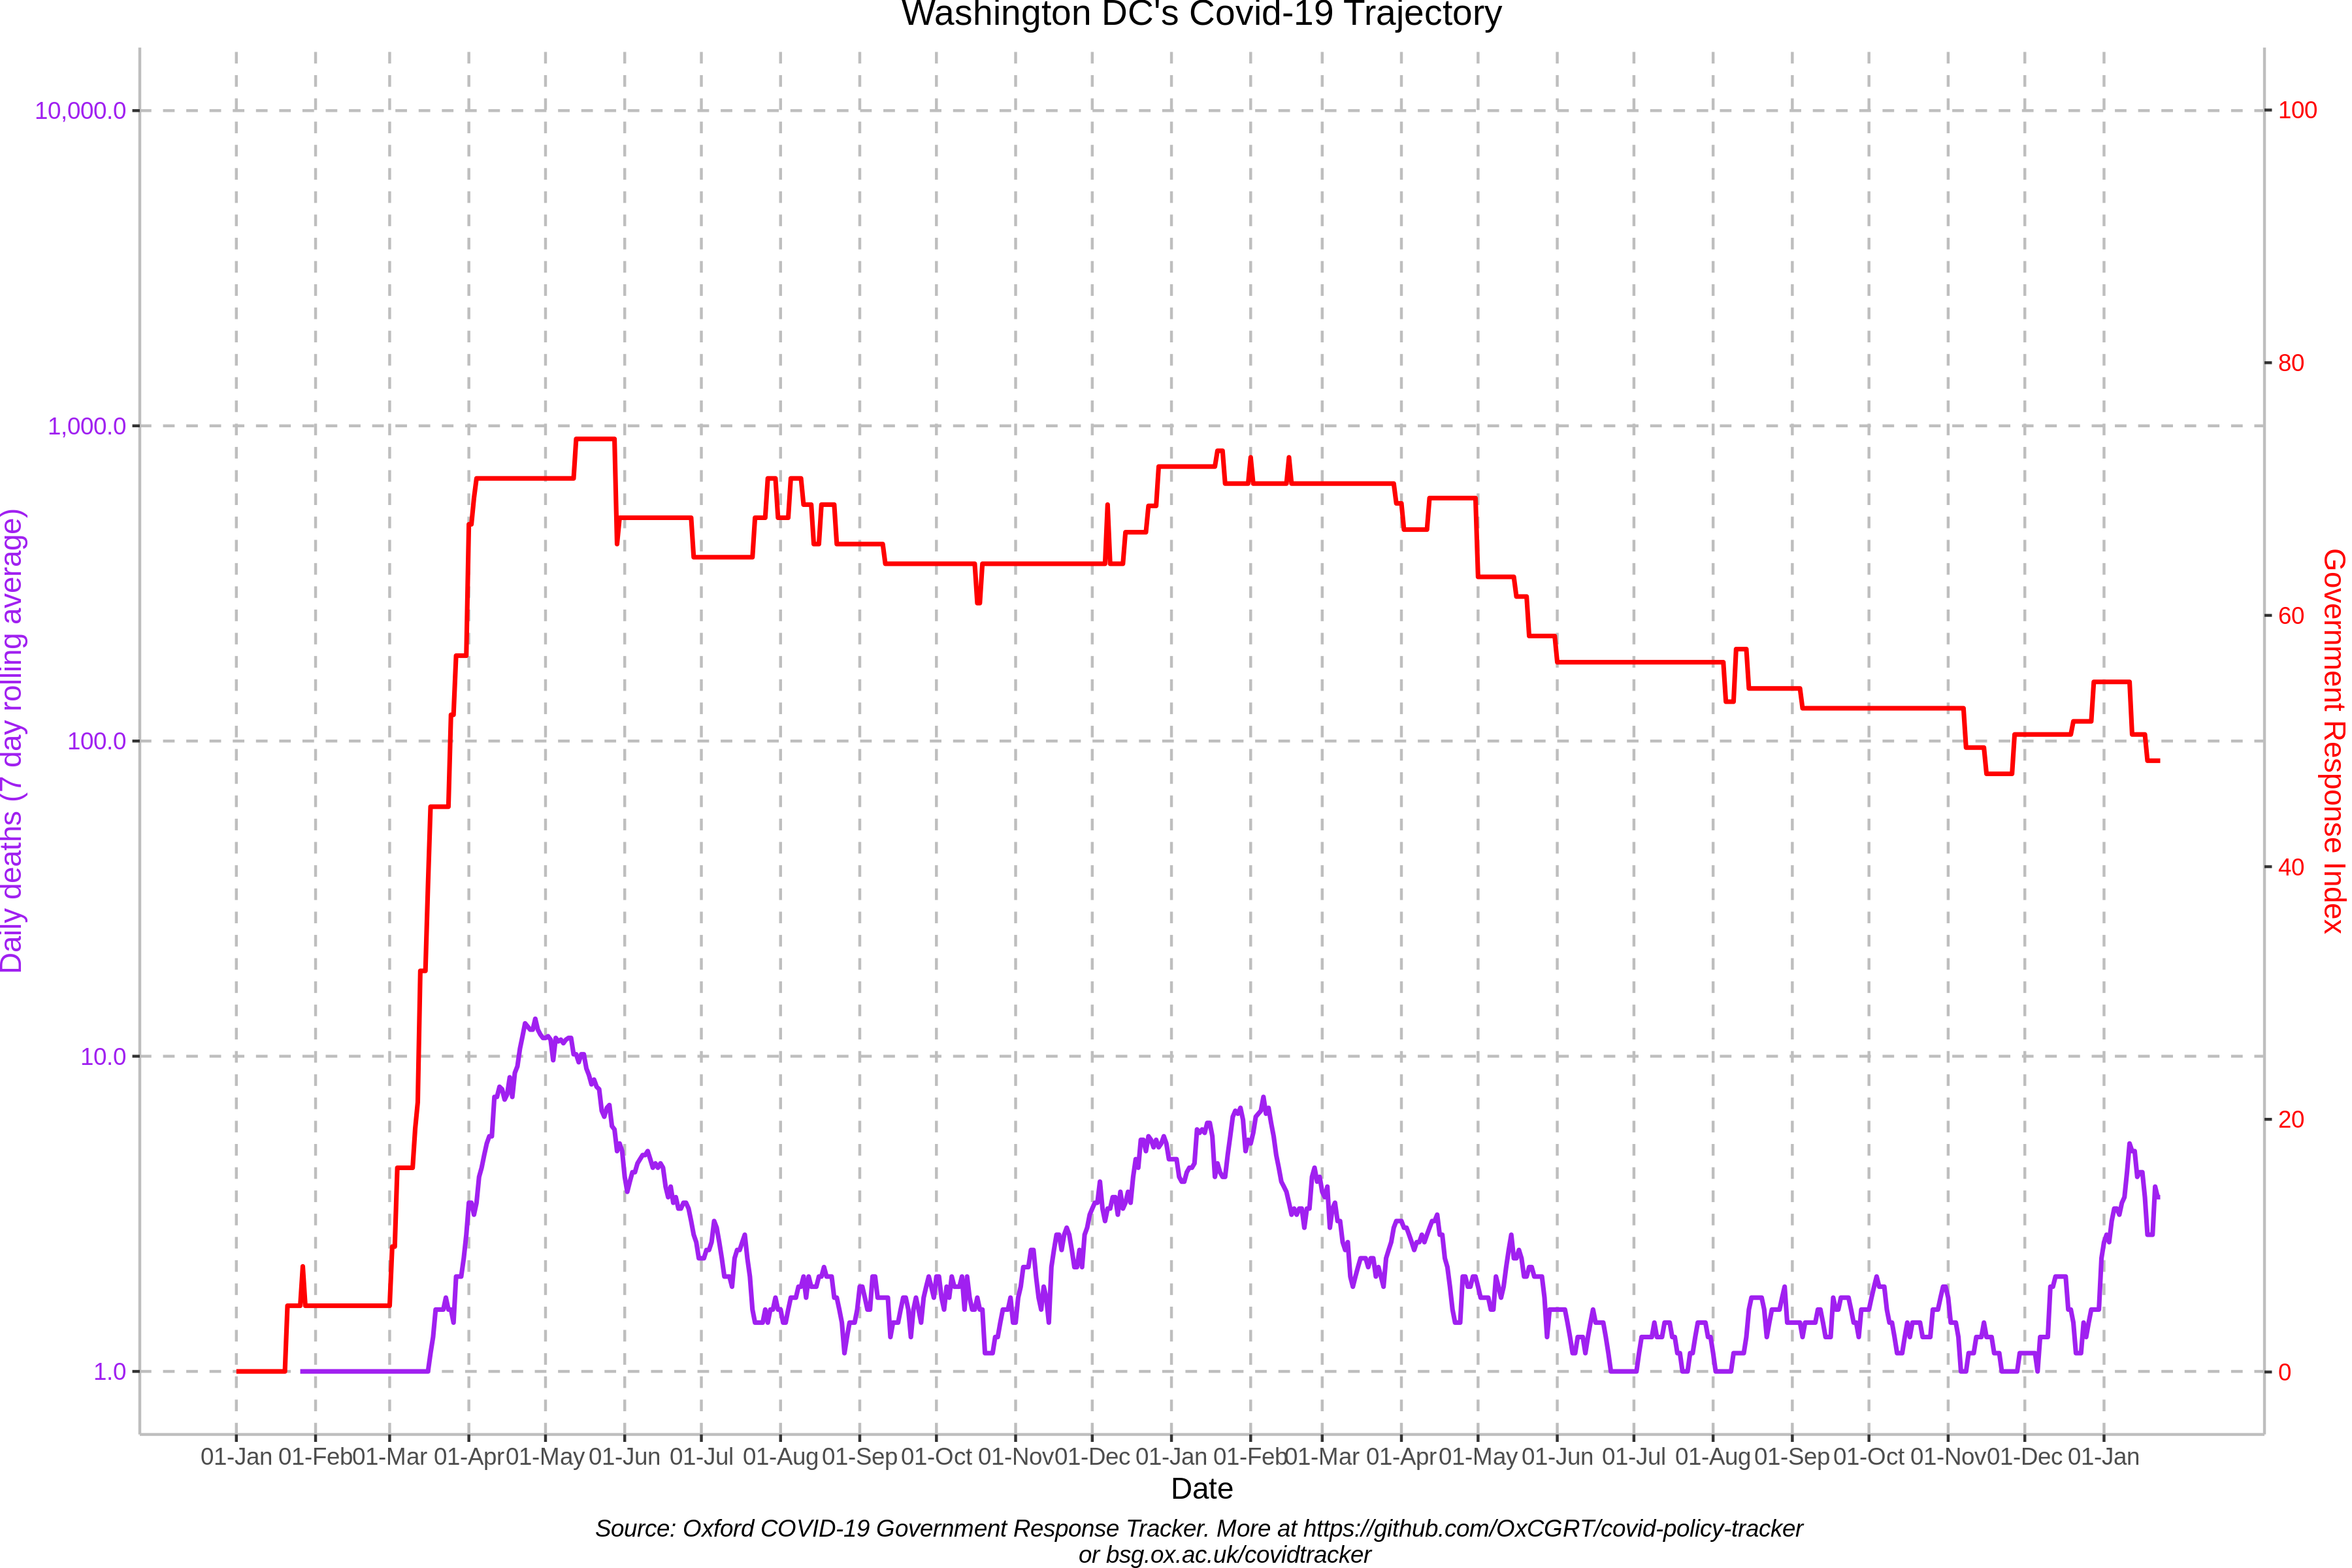 Washington DC's Covid-19 Trajectory
10,000.0
1,000.0
100.0
10.0
1.0
Daily deaths (7 day rolling average)
100
80
60
40
20
0
Government Response Index
01-Jan 01-Feb 01-Mar 01-Apr 01-May 01-Jun 01-Jul 01-Aug 01-Sep 01-Oct 01-Nov 01-Dec 01-Jan 01-Feb 01-Mar 01-Apr 01-May 01-Jun 01-Jul 01-Aug 01-Sep 01-Oct 01-Nov 01-Dec 01-Jan
Date
Source: Oxford COVID-19 Government Response Tracker. More at https://github.com/OxCGRT/covid-policy-tracker
or bsg.ox.ac.uk/covidtracker